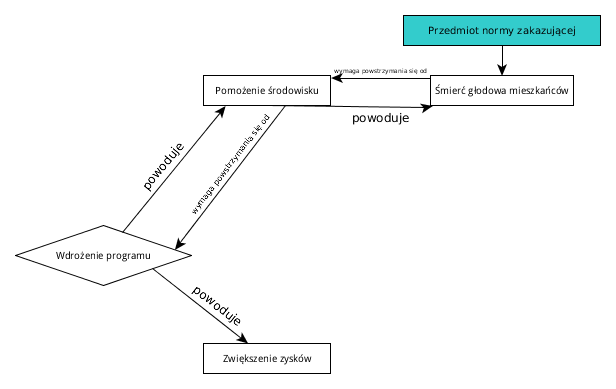 Przedmiot normy zakazującej
wymaga powstrzymania się od
Pomożenie środowisku
Śmierć głodowa mieszkańców
powoduje
powoduje
wymaga powstrzymania się od
Wdrożenie programu
powoduje
Zwiększenie zysków